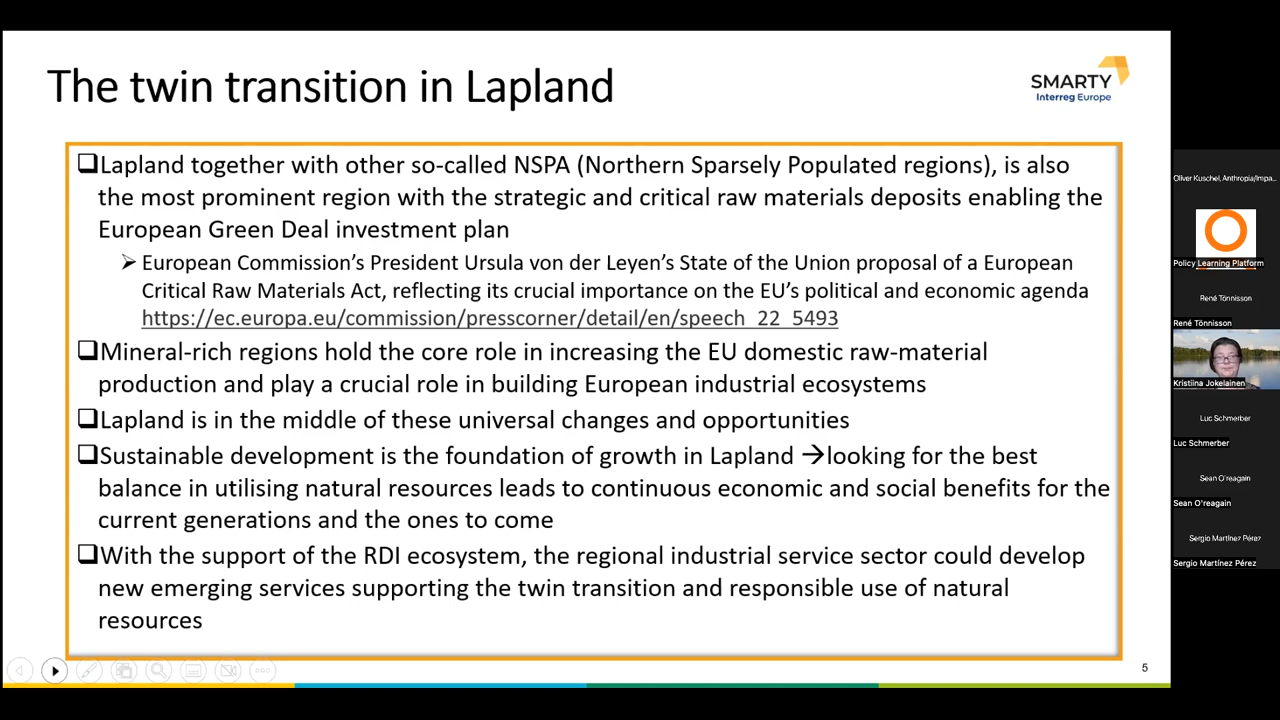 The twin transition in Lapland
SMARTY
Interreg Europe
Lapland together with other so-called NSPA (Northern Sparsely Populated regions), is also
the most prominent region with the strategic and critical raw materials deposits enabling the
European Green Deal investment plan
European Commission's President Ursula von der Leyen's State of the Union proposal of a European
Critical Raw Materials Act, reflecting its crucial importance on the EU's political and economic agenda
https://ec.europa.eu/commission/presscorner/detail/en/speech_22_5493
Mineral-rich regions hold the core role in increasing the EU domestic raw-material
production and play a crucial role in building European industrial ecosystems
Lapland is in the middle of these universal changes and opportunities
Sustainable development is the foundation of growth in Lapland →looking for the best
balance in utilising natural resources leads to continuous economic and social benefits for the
current generations and the ones to come
With the support of the RDI ecosystem, the regional industrial service sector could develop
new emerging services supporting the twin transition and responsible use of natural
resources
5
Oliver Kuschel, Anthropia/Impa...
Policy Learning Platform
René Tönnisson
René Tönnisson
Kristiina Jokelainen
Luc Schmerber
Luc Schmerber
Sean O'reagain
Sean O'reagain
Sergio Martínez Pérez
Sergio Martínez Pérez